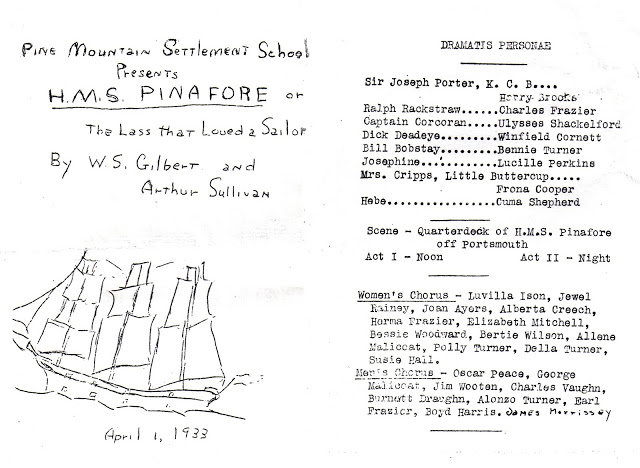 PINE MOUNTAIN SETTLEMENT SCHOOL
PRESENTS
H.M.S. PINAFORE or
The Lass that Loved a Sailor
By W.S. Gilbert and
Arthur Sullivan
April 1, 1933
DRAMATIS PERSONAE
Sir Joseph Porter, K. C. B....
Harry Brooks
Ralph Rackstraw......Charles Frazier
Captain Corcoran.....Ulysses Shackelford
Dick Deadeye.........Winfield Cornett
Bill Bobstay.........Bennie Turner
Josephine............Lucille Perkins
Mrs. Cripps, Little Buttercup.....
Frona Cooper
Hebe.................Cuma Shepherd
Scene - Quarterdeck of H.M.S. Pinafore
off Portsmouth
Act I - Noon Act II - Night
Women's Chorus - Luvilla Ison, Jewel
Rainey, Joan Ayers, Alberta Creech,
Herma Frazier, Elizabeth Mitchell,
Bessie Woodward, Bertie Wilson, Allene
Malicoat, Polly Turner, Della Turner,
Susie Hall.
Men's Chorus - Oscar Peace, George
Malicoat, Jim Wooten, Charles Vaughn,
Burnett Draughn, Alonzo Turner, Earl
Frazier, Boyd Harris. James Morrissey